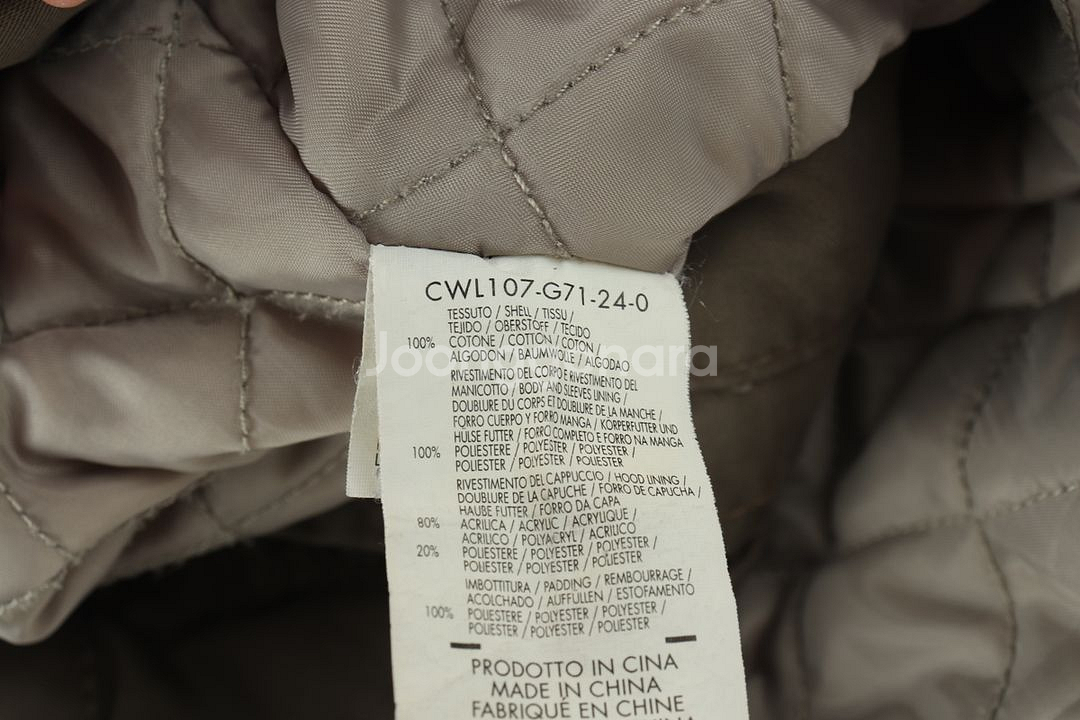 CWL107-G71-24-0
TESSUTO / SHELL / TISSU /
TEJIDO / OBERSTOFF / TECIDO
100% COTONE / COTTON / COTON /
ALGODON / BAUMWOLLE / ALGODAO
RIVESTIMENTO DEL CORPO E RIVESTIMENTO DEL
MANICOTTO / BODY AND SLEEVES LINING /
DOUBLURE DU CORPS ET DOUBLURE DE LA MANCHE /
FORRO CUERPO Y FORRO MANGA / KORPERFUTTER UND
HULSE FUTTER / FORRO COMPLETO E FORRO NA MANGA
100% POLIESTERE / POLYESTER / POLYESTER /
POLIESTER / POLYESTER / POLIESTER
RIVESTIMENTO DEL CAPPUCCIO / HOOD LINING /
DOUBLURE DE LA CAPUCHE / FORRO DE CAPUCHA /
HAUBE FUTTER / FORRO DA CAPA
80% ACRILICA / ACRYLIC / ACRYLIQUE /
ACRILICO / POLYACRYL / ACRILICO
20% POLIESTERE / POLYESTER / POLYESTER /
POLIESTER / POLYESTER / POLIESTER
IMBOTTITURA / PADDING / REMBOURRAGE /
ACOLCHADO / AUFFULLEN / ESTOFAMENTO
100% POLIESTERE / POLYESTER / POLYESTER /
POLIESTER / POLYESTER / POLIESTER
PRODOTTO IN CINA
MADE IN CHINA
FABRIQUÉ EN CHINE